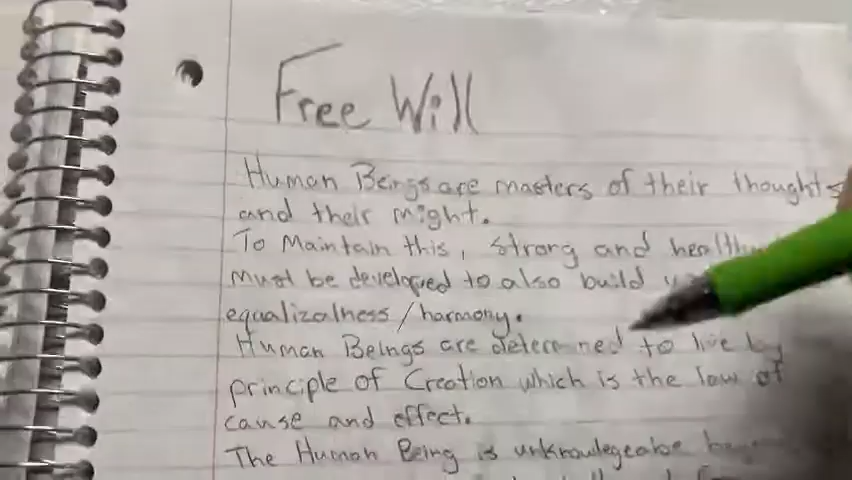 Free Will
Human Beings are masters of their thoughts
and their might.
To Maintain this, strong and
Must be developed to also build
equalizalness/harmony.
Human Beings are determined to live by
principle of Creation which is the law of
cause and effect.
The Human Being is unknowlegeabe